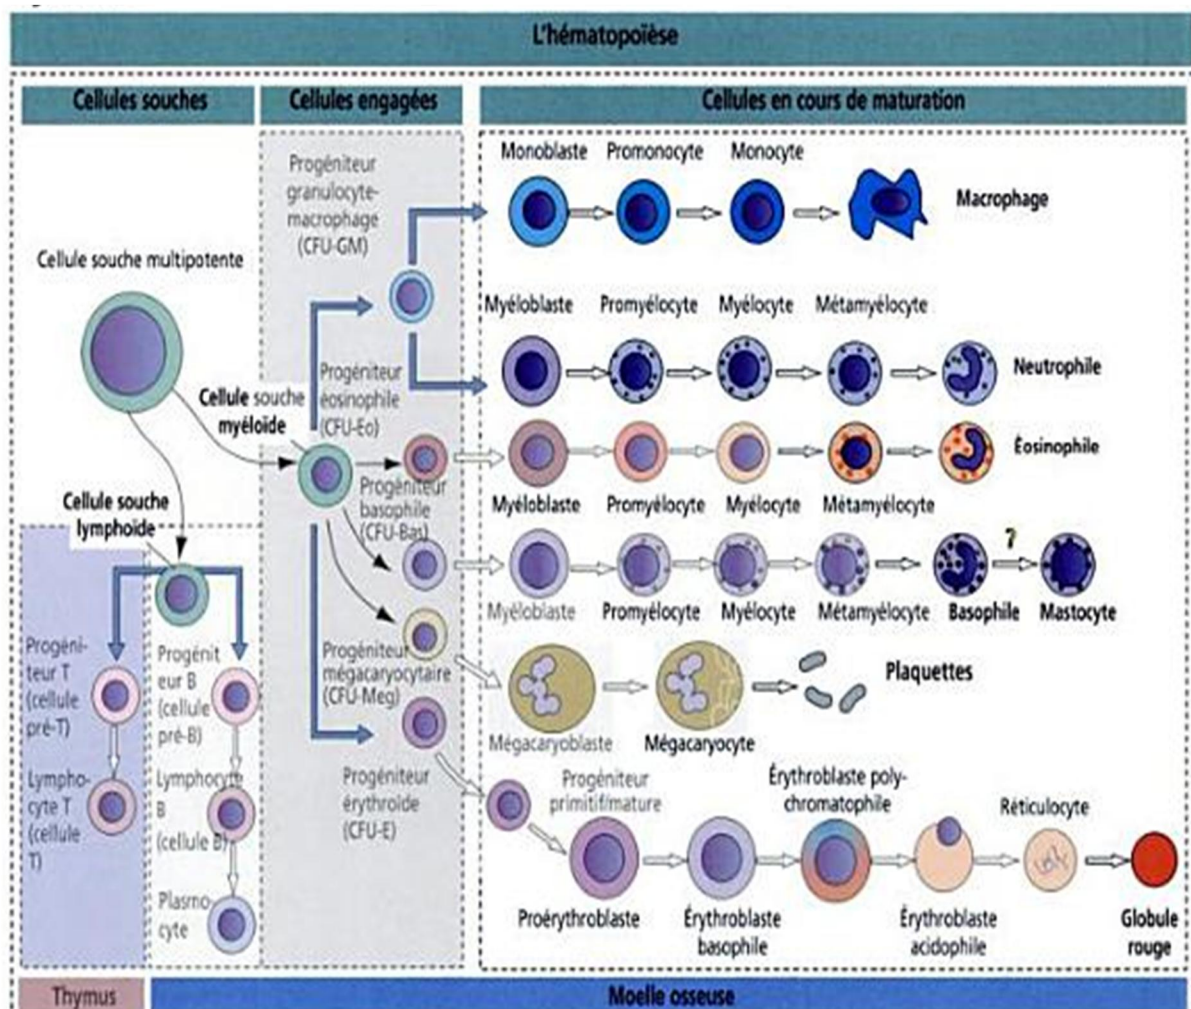 L'hématopoïèse
Cellules souches
Cellules engagées
Cellules en cours de maturation
Cellule souche multipotente
Cellule souche
myéloïde
Cellule souche
lymphoïde
Progéni-
teur T
(cellule
pré-T)
Lympho-
cyte T
(cellule
T)
Progénit
eur B
(cellule
pré-B)
Lymphocyte
B
(cellule B)
Plasmo-
cyte
Progéniteur
granulocyte-
macrophage
(CFU-GM)
Progéniteur
éosinophile
(CFU-Eo)
Progéniteur
basophile
(CFU-Bas)
Progéniteur
mégacaryocytaire
(CFU-Meg)
Progéniteur
érythroïde
(CFU-E)
Monoblaste Promonocyte Monocyte
Macrophage
Myéloblaste Promyélocyte Myélocyte Métamyélocyte
Neutrophile
Éosinophile
Myéloblaste Promyélocyte Myélocyte Métamyélocyte
?
Myéloblaste Promyélocyte Myélocyte Métamyélocyte Basophile Mastocyte
Plaquettes
Mégacaryoblaste Mégacaryocyte
Progéniteur
primitif/mature
Érythroblaste poly-
chromatophile
Réticulocyte
Proérythroblaste
Érythroblaste
basophile
Érythroblaste
acidophile
Globule
rouge
Thymus
Moelle osseuse